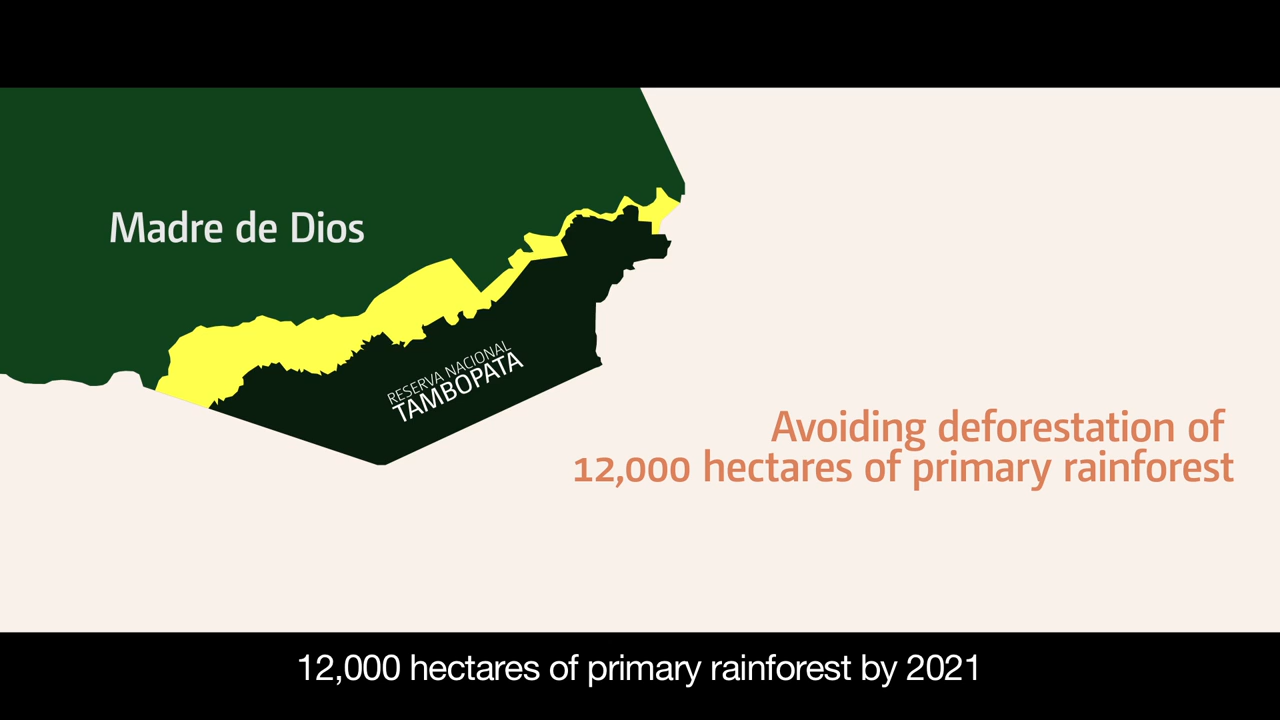 Madre de Dios
RESERVA NACIONAL
TAMBOPATA
Avoiding deforestation of
12,000 hectares of primary rainforest
12,000 hectares of primary rainforest by 2021